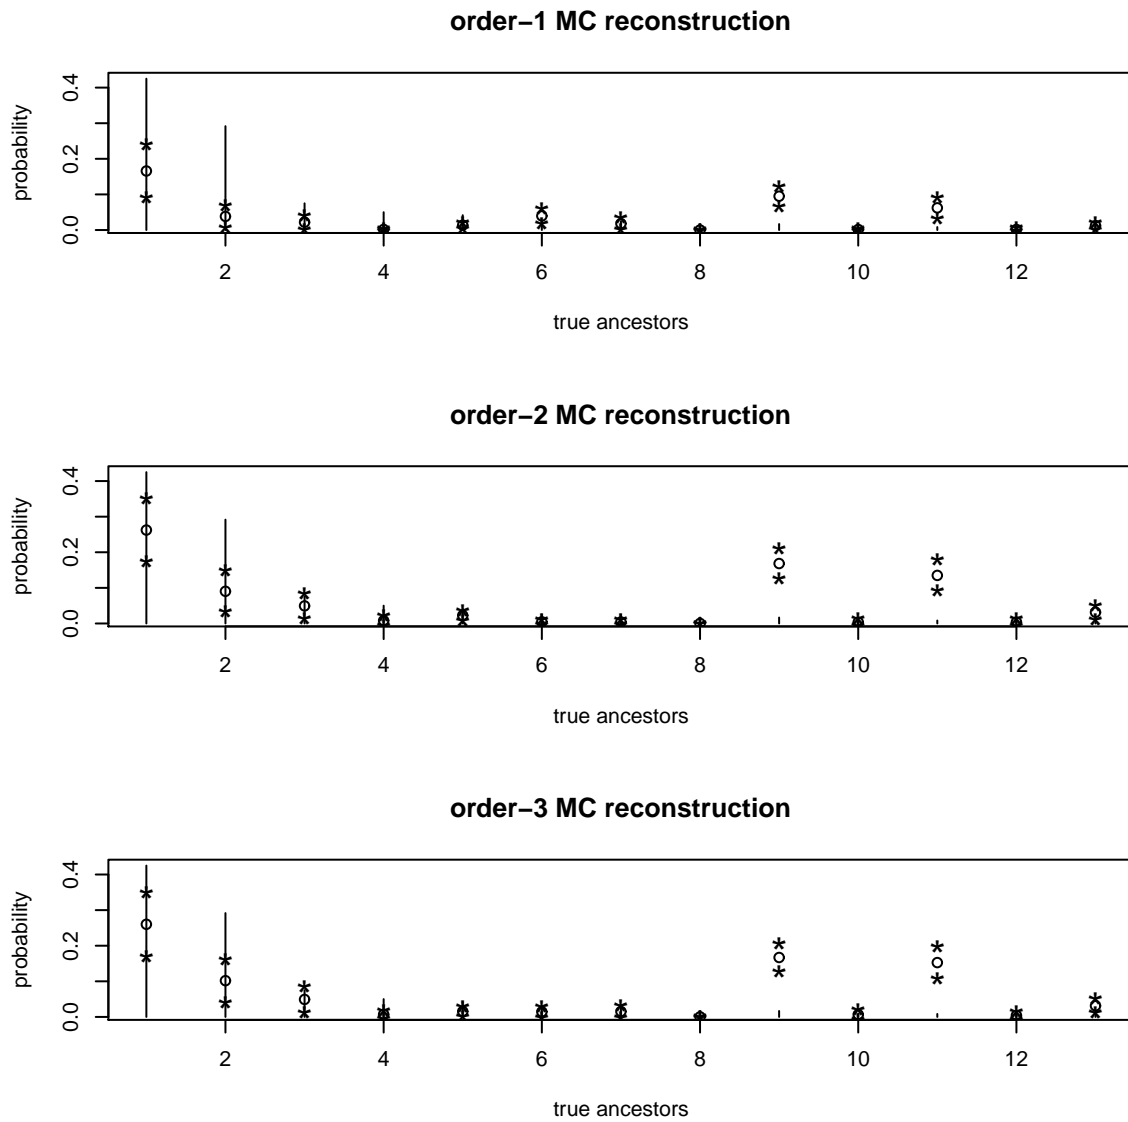 order−1 MC reconstruction
probability
0.0 0.2 0.4
2 4 6 8 10 12
true ancestors
order−2 MC reconstruction
probability
0.0 0.2 0.4
2 4 6 8 10 12
true ancestors
order−3 MC reconstruction
probability
0.0 0.2 0.4
2 4 6 8 10 12
true ancestors